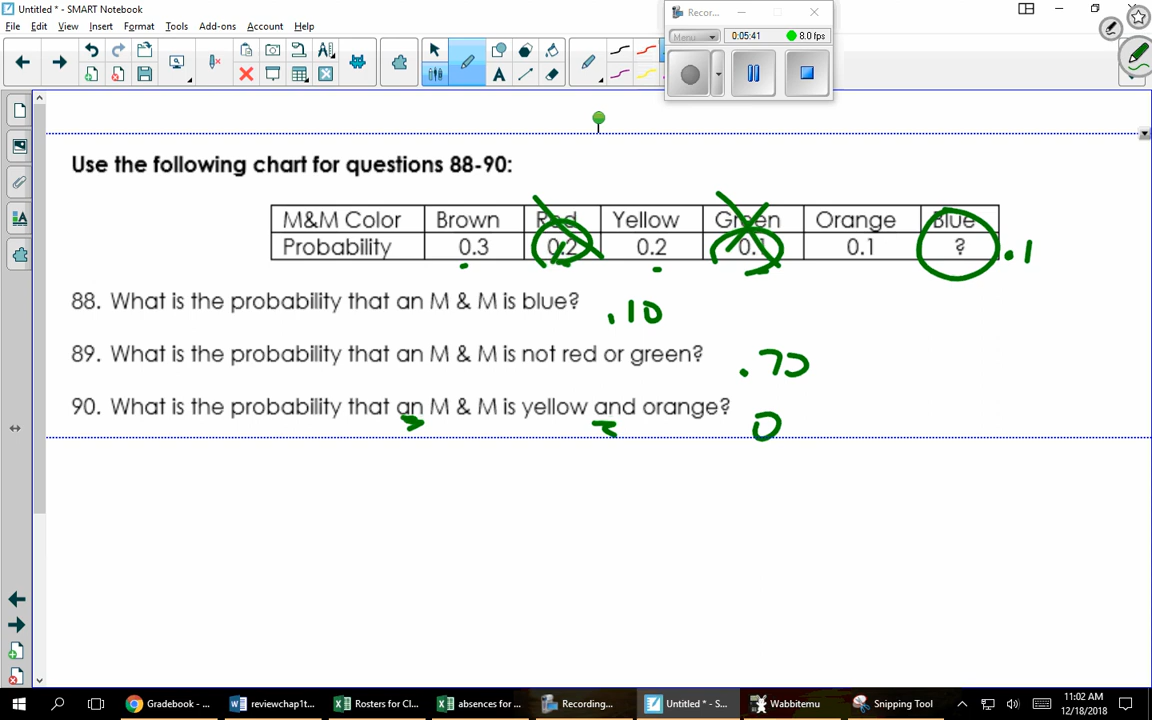 Untitled * - SMART Notebook
Recor...
File Edit View Insert Format Tools Add-ons Account Help
Menu 0:05:41 8.0 fps
Use the following chart for questions 88-90:
M&M Color Brown Red Yellow Green Orange Blue
Probability 0.3 0.2 0.2 0.1 0.1 ? .1
88. What is the probability that an M & M is blue? .10
89. What is the probability that an M & M is not red or green? .70
90. What is the probability that an M & M is yellow and orange? 0
Gradebook - ... reviewchap1t... Rosters for Cl... absences for ... Recording... Untitled * - S... Wabbitemu Snipping Tool
11:02 AM
12/18/2018